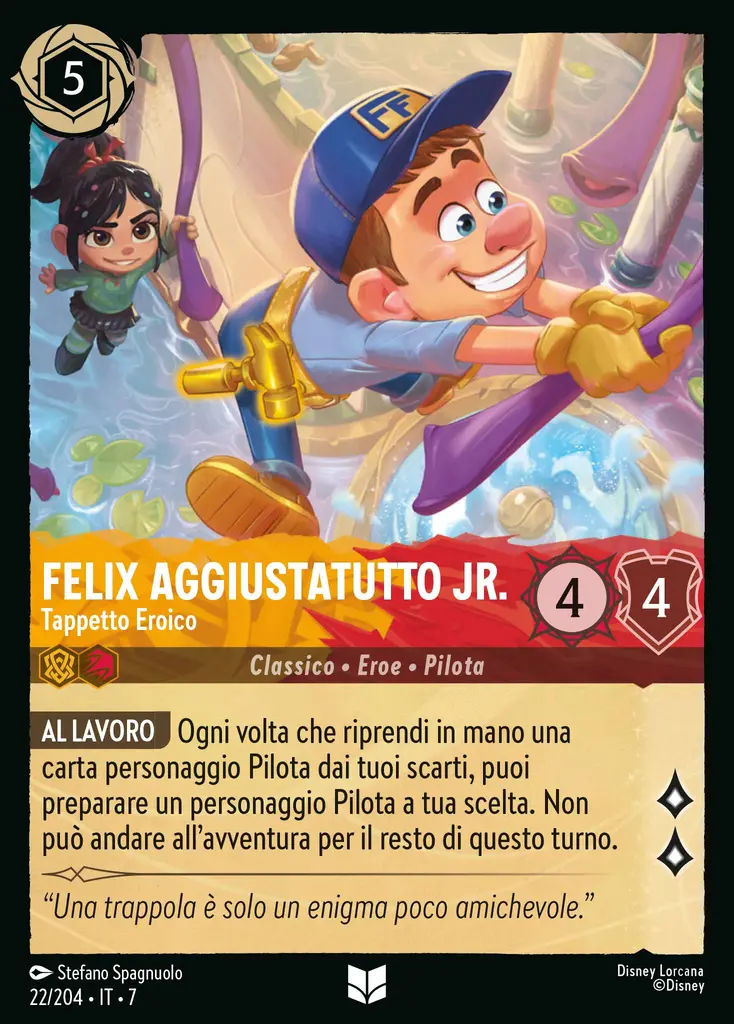 5
FF
FELIX AGGIUSTATUTTO JR.
Tappetto Eroico
4
4
Classico • Eroe • Pilota
AL LAVORO Ogni volta che riprendi in mano una
carta personaggio Pilota dai tuoi scarti, puoi
preparare un personaggio Pilota a tua scelta. Non
può andare all’avventura per il resto di questo turno.
“Una trappola è solo un enigma poco amichevole.”
Stefano Spagnuolo
22/204 • IT • 7
Disney Lorcana
©Disney